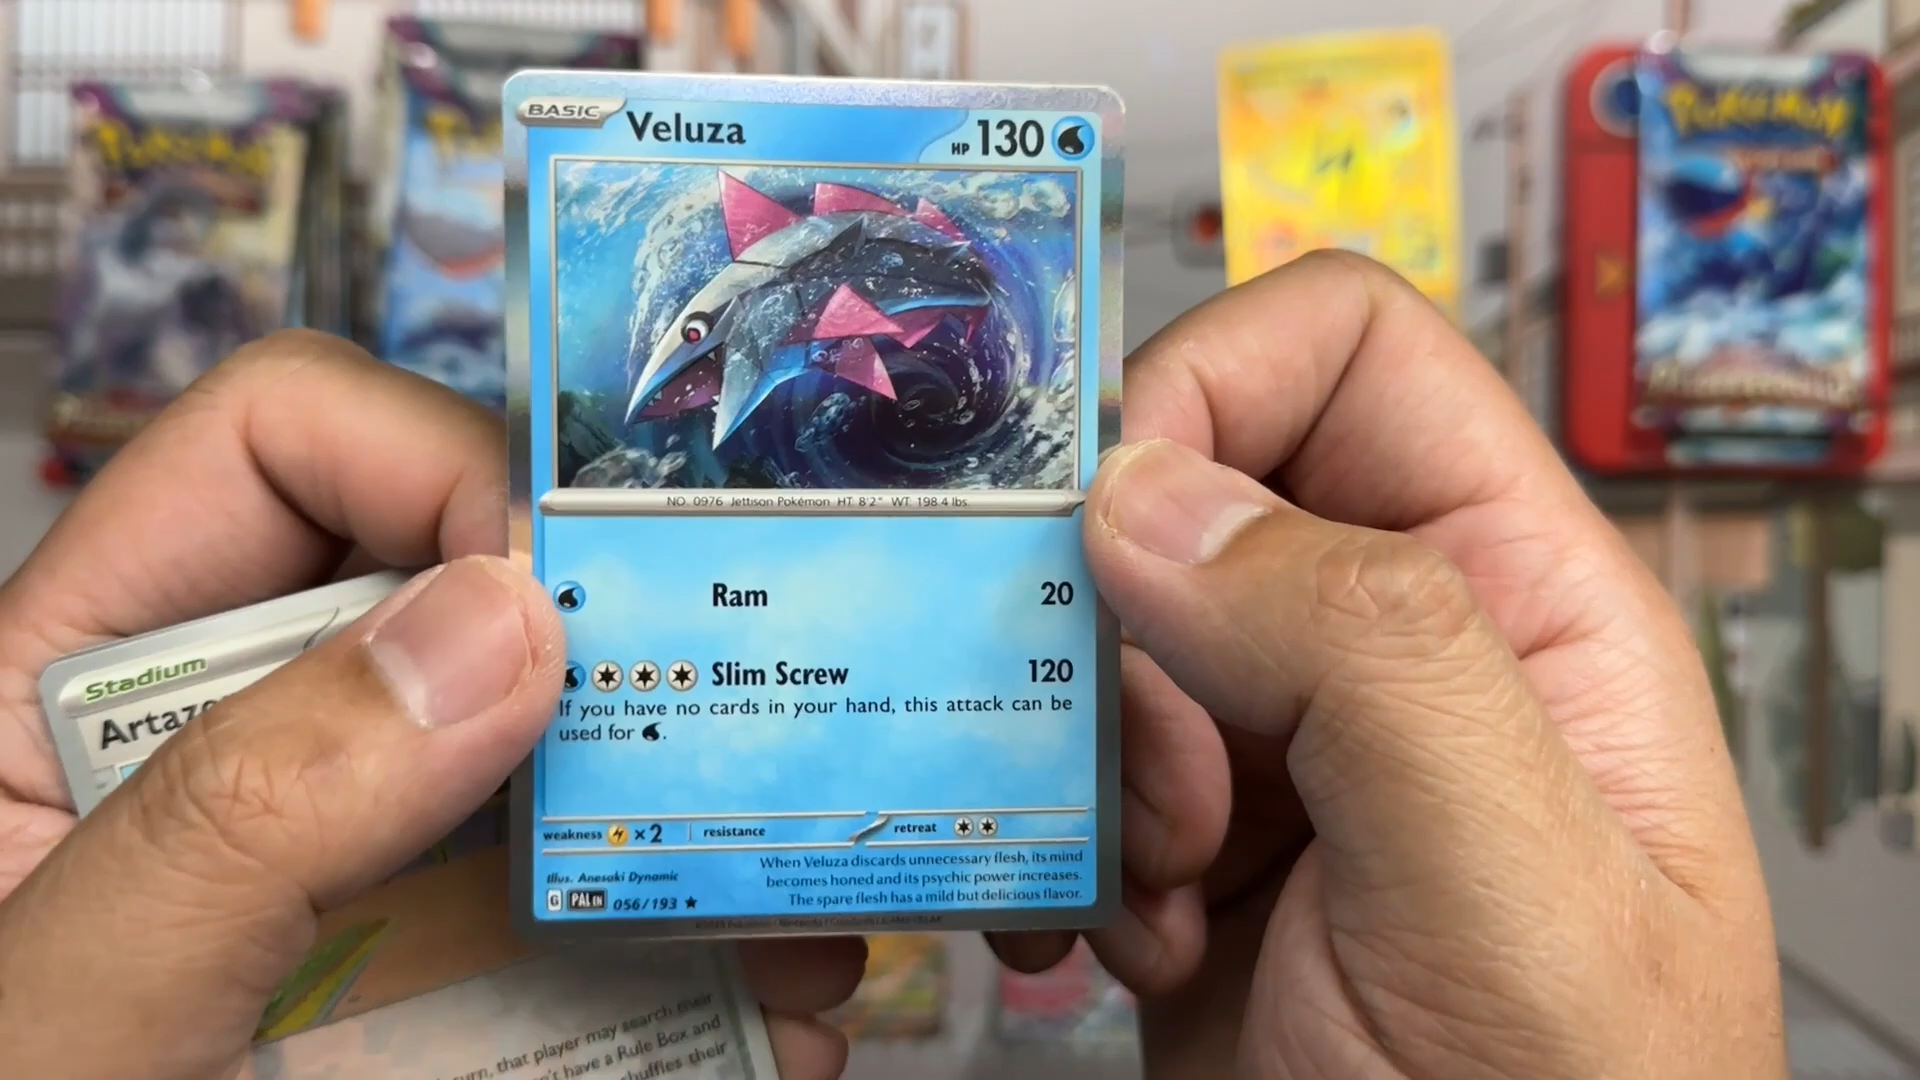 BASIC
Veluza
HP 130
NO. 0976 Jettison Pokémon HT: 8'2" WT: 198.4 lbs.
Ram 20
Slim Screw 120
If you have no cards in your hand, this attack can be
used for
weakness ×2 resistance retreat
When Veluza discards unnecessary flesh, its mind
becomes honed and its psychic power increases.
The spare flesh has a mild but delicious flavor.
Illus. Anesaki Dynamic
G PAL EN 056/193
Stadium
turn, that player may search their
have a Rule Box and
shuffles their
POKÉMON
POKÉMON